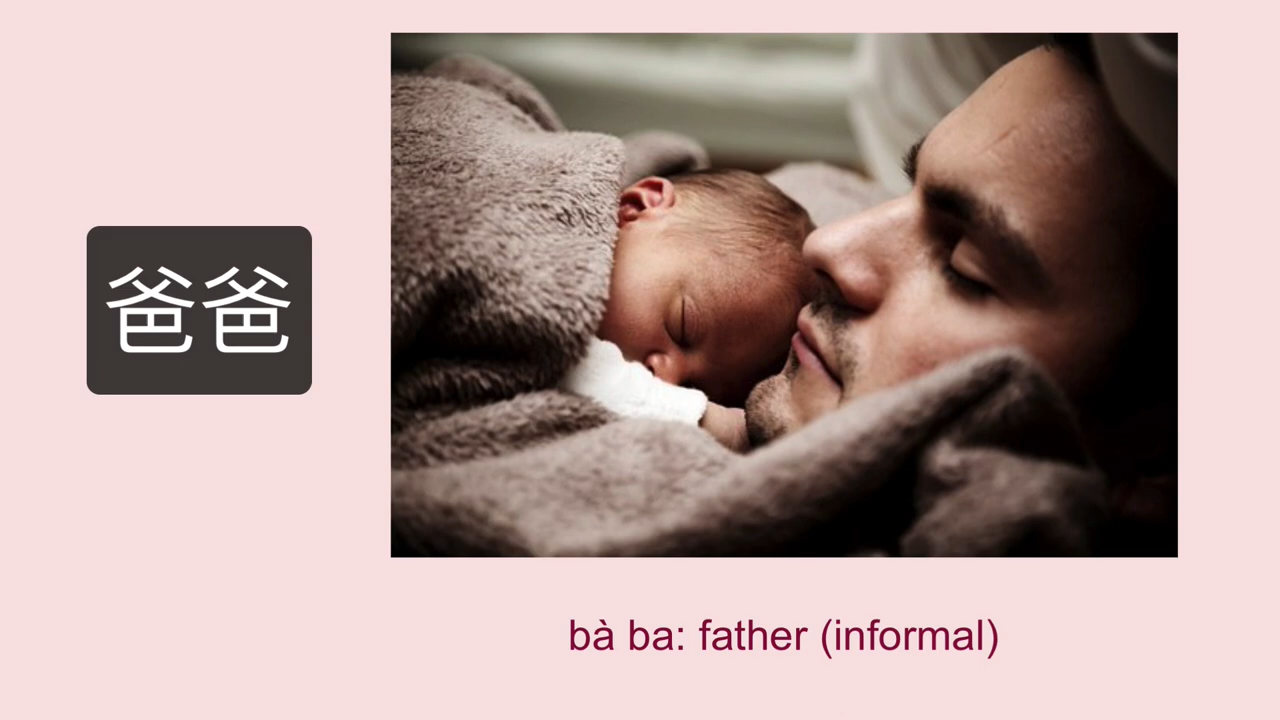 爸爸
bà ba: father (informal)